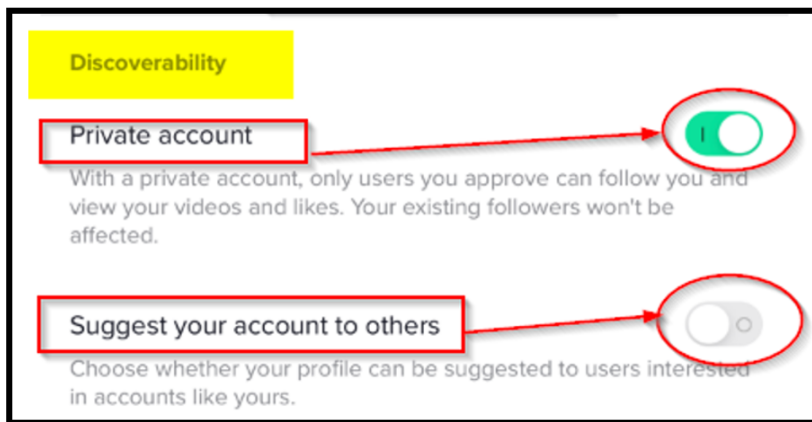 Discoverability
Private account
With a private account, only users you approve can follow you and
view your videos and likes. Your existing followers won't be
affected.
Suggest your account to others
Choose whether your profile can be suggested to users interested
in accounts like yours.